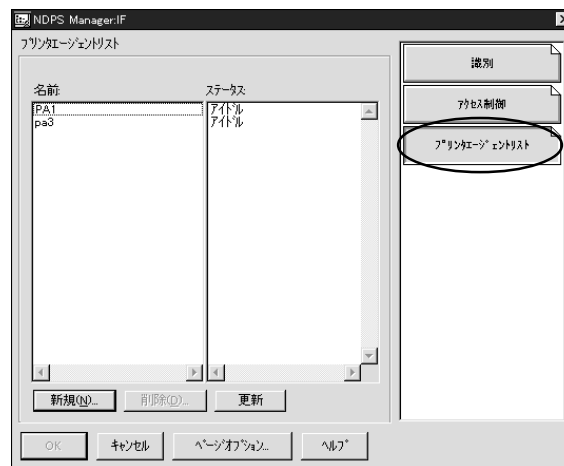 NDPS Manager:IF
プリンタエージェントリスト
名前:
ステータス:
PA1
アイドル
pa3
アイドル
新規(N)...
削除(D)...
更新
識別
アクセス制御
プリンタエージェントリスト
OK
キャンセル
ページオプション...
ヘルプ